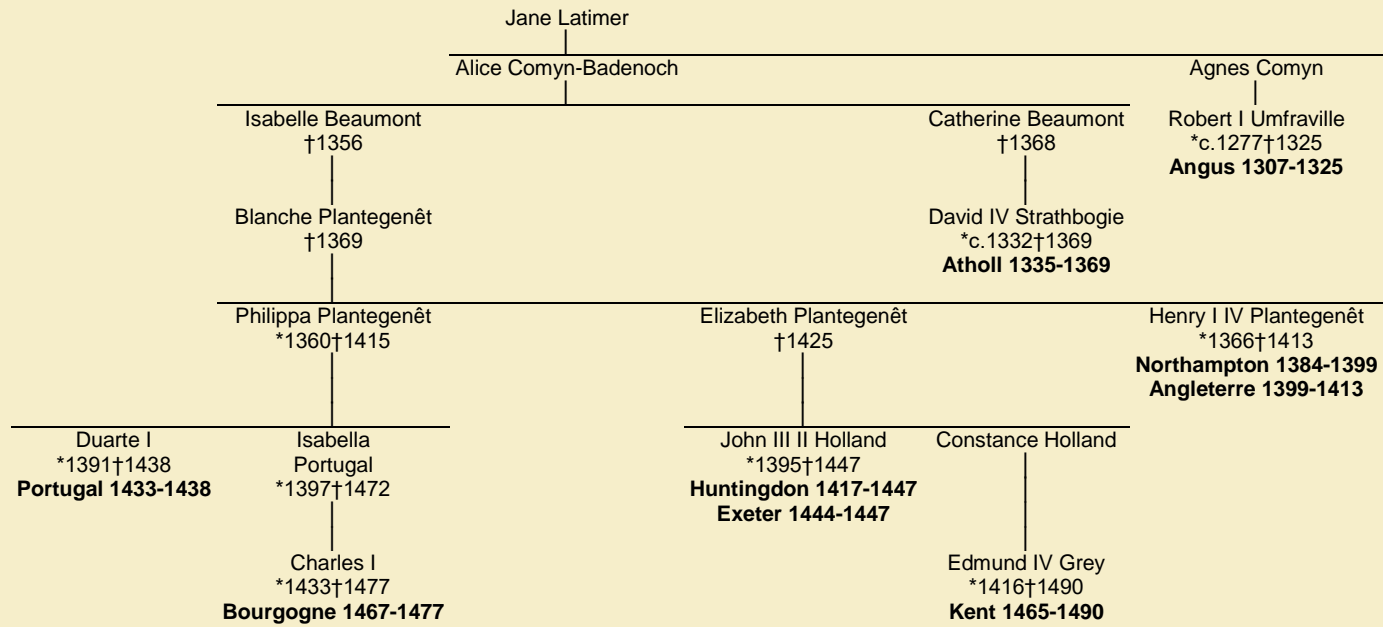 Jane Latimer
Alice Comyn-Badenoch
Agnes Comyn
Isabelle Beaumont
†1356
Catherine Beaumont
†1368
Robert I Umfraville
*c.1277†1325
Angus 1307-1325
Blanche Plantegenêt
†1369
David IV Strathbogie
*c.1332†1369
Atholl 1335-1369
Philippa Plantegenêt
*1360†1415
Elizabeth Plantegenêt
†1425
Henry I IV Plantegenêt
*1366†1413
Northampton 1384-1399
Angleterre 1399-1413
Duarte I
*1391†1438
Portugal 1433-1438
Isabella
Portugal
*1397†1472
John III II Holland
*1395†1447
Huntingdon 1417-1447
Exeter 1444-1447
Constance Holland
Charles I
*1433†1477
Bourgogne 1467-1477
Edmund IV Grey
*1416†1490
Kent 1465-1490